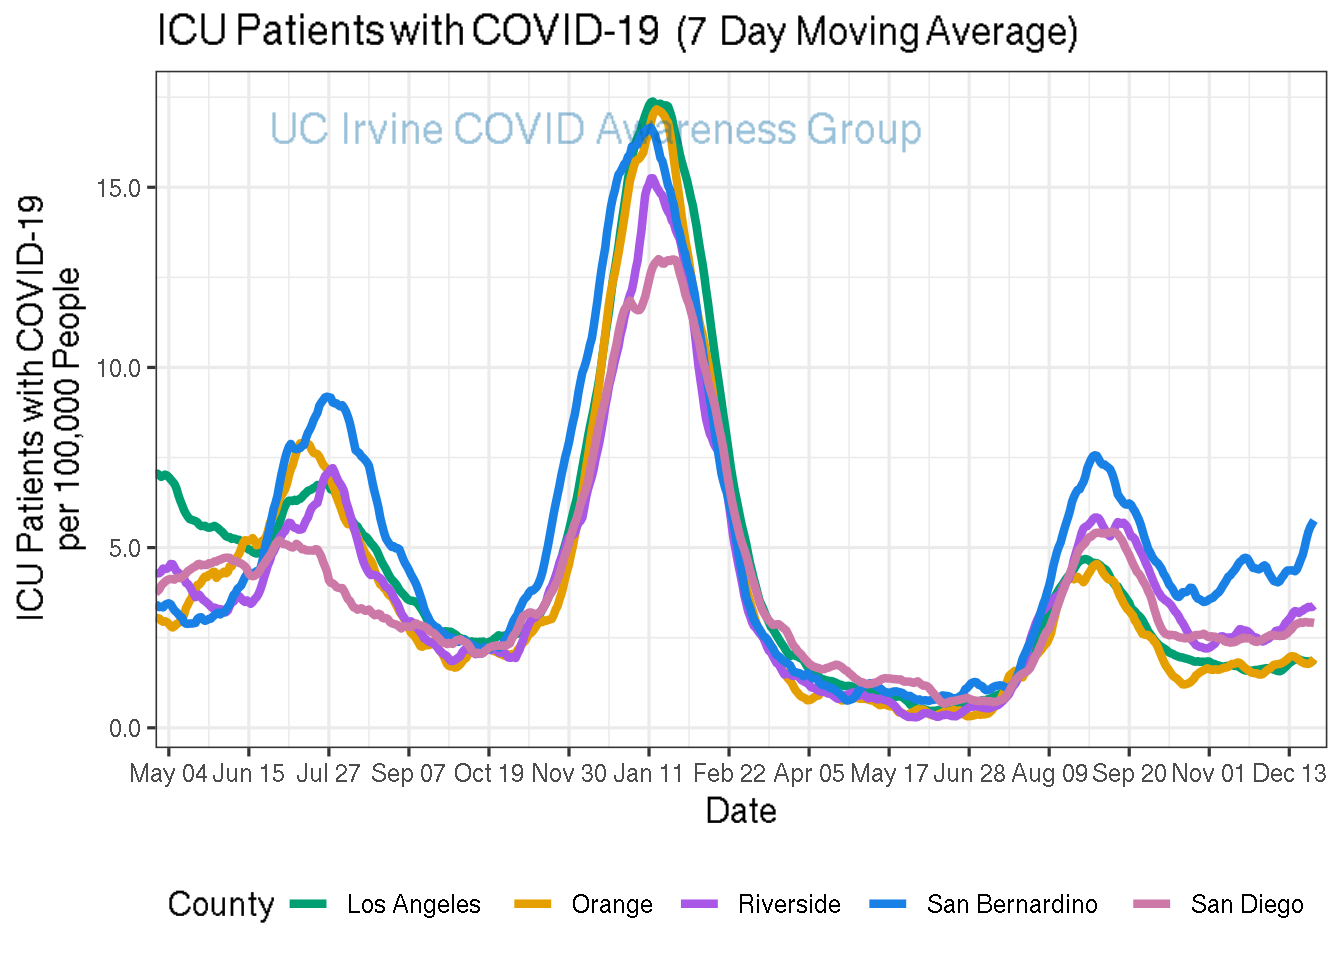 ICU Patients with COVID-19 (7 Day Moving Average)
UC Irvine COVID Awareness Group
ICU Patients with COVID-19
per 100,000 People
15.0
10.0
5.0
0.0
May 04 Jun 15 Jul 27 Sep 07 Oct 19 Nov 30 Jan 11 Feb 22 Apr 05 May 17 Jun 28 Aug 09 Sep 20 Nov 01 Dec 13
Date
County Los Angeles Orange Riverside San Bernardino San Diego